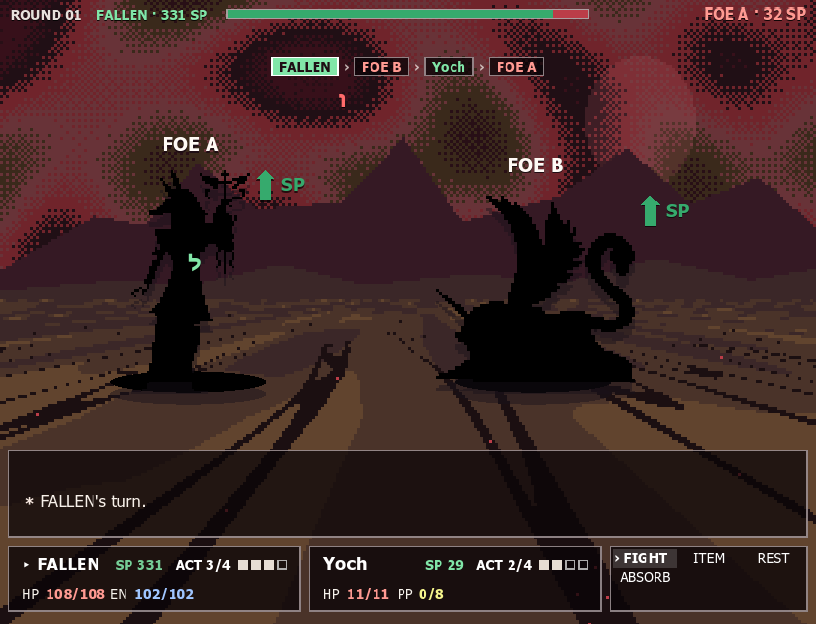 ROUND 01 FALLEN · 331 SP FOE A · 32 SP
FALLEN › FOE B › Yoch › FOE A
ר
FOE A
FOE B
SP
SP
ל
* FALLEN's turn.
▸ FALLEN SP 331 ACT 3/4
HP 108/108 EN 102/102
Yoch SP 29 ACT 2/4
HP 11/11 PP 0/8
› FIGHT ITEM REST
ABSORB